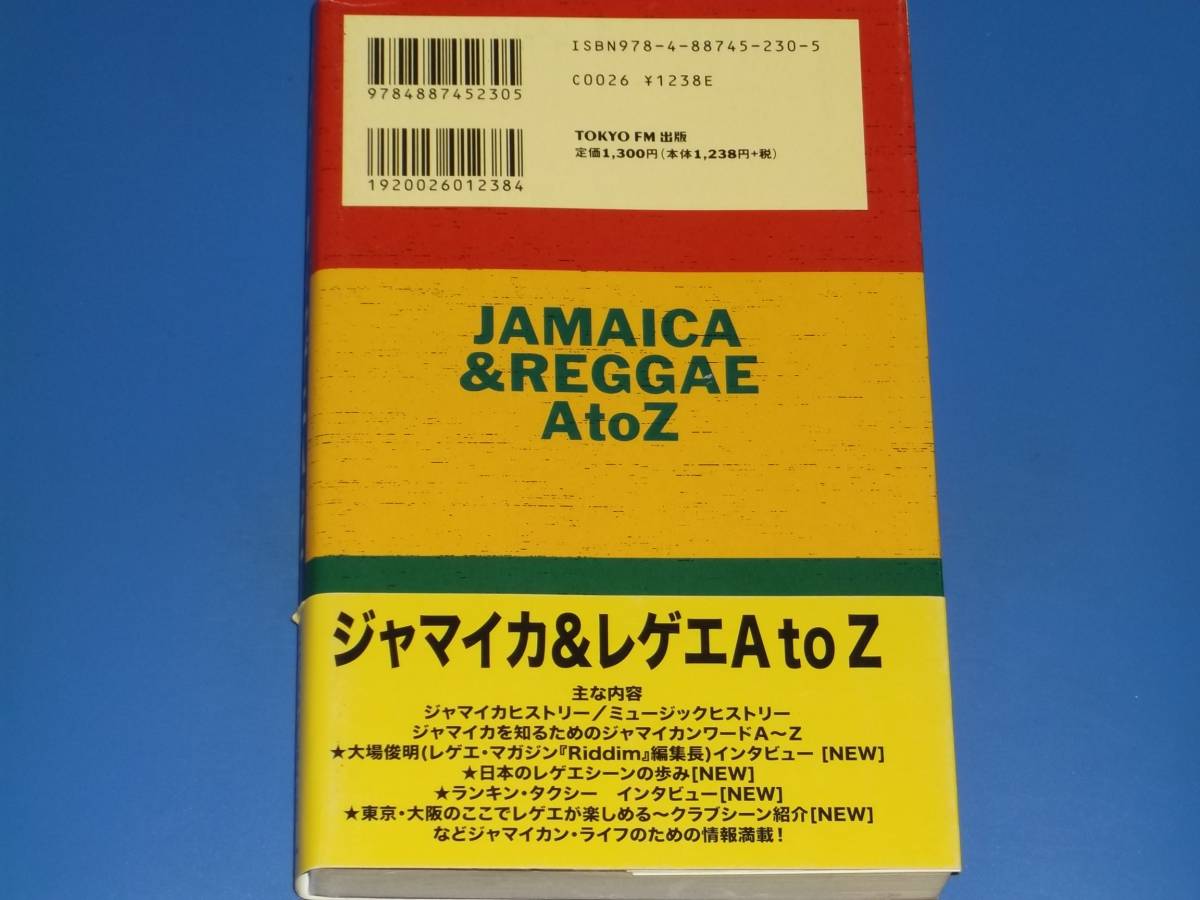 ISBN978-4-88745-230-5
C0026 ¥1238E
9784887452305
TOKYO FM 出版
定価1,300円(本体1,238円+税)
1920026012384
JAMAICA
&REGGAE
AtoZ
ジャマイカ&レゲエA to Z
主な内容
ジャマイカヒストリー/ミュージックヒストリー
ジャマイカを知るためのジャマイカンワードA〜Z
★大場俊明(レゲエ・マガジン『Riddim』編集長)インタビュー [NEW]
★日本のレゲエシーンの歩み[NEW]
★ランキン・タクシー　インタビュー[NEW]
★東京・大阪のここでレゲエが楽しめる〜クラブシーン紹介[NEW]
などジャマイカン・ライフのための情報満載!